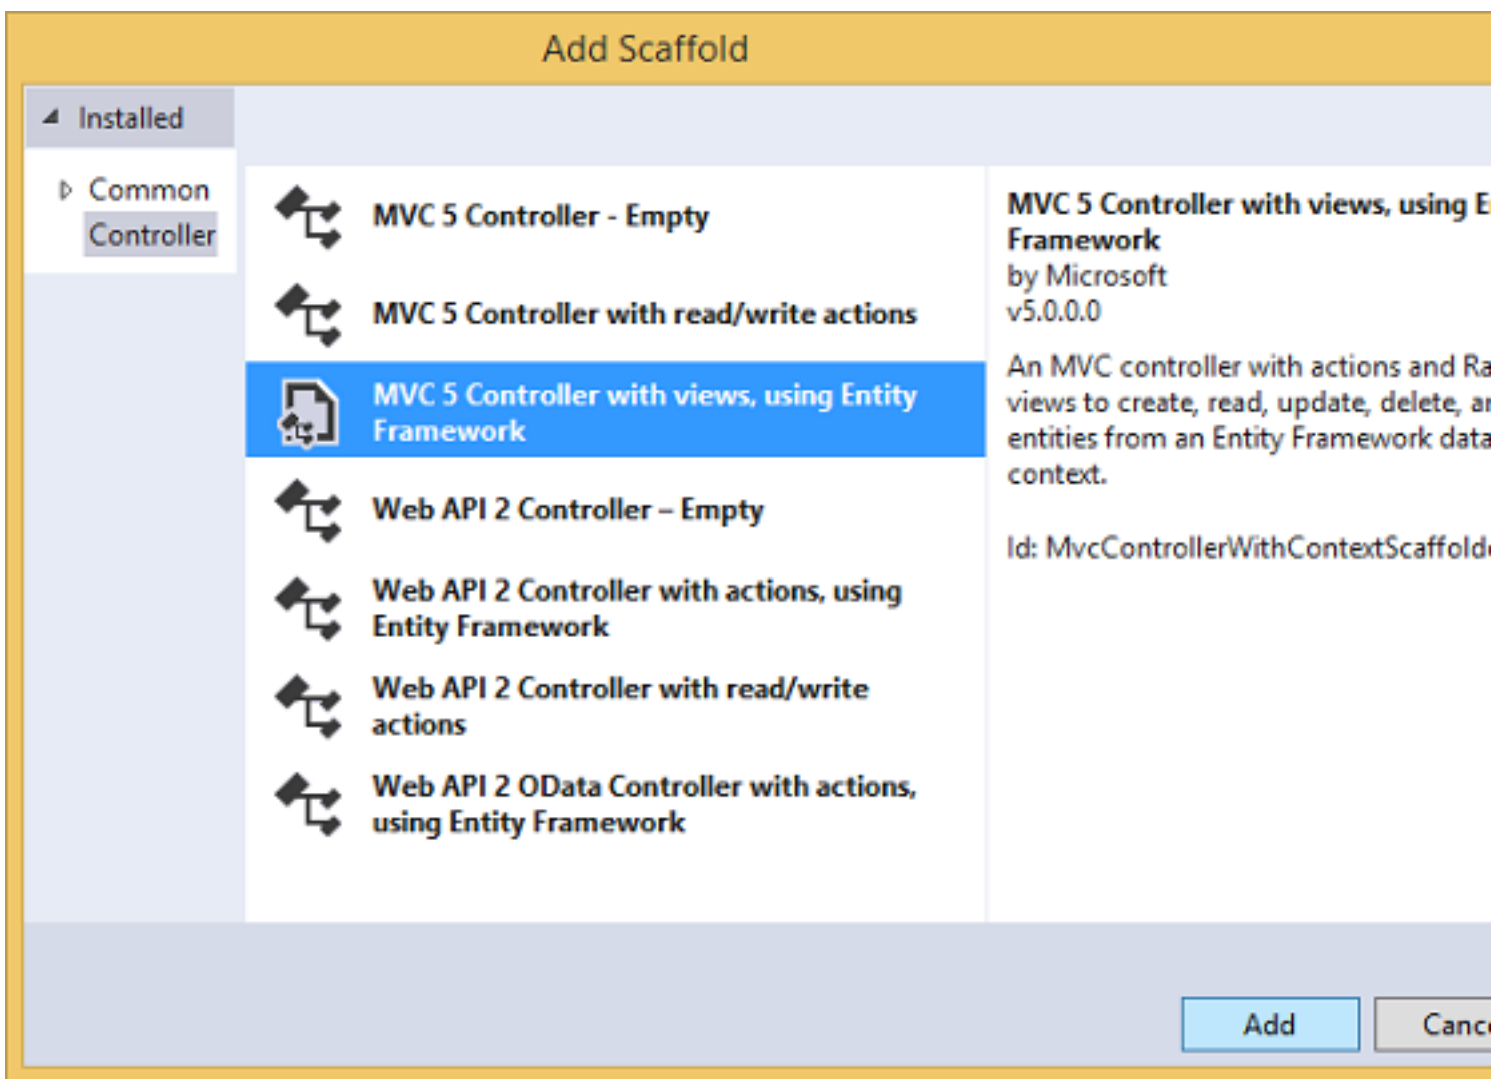 Add Scaffold
Installed
Common
Controller
MVC 5 Controller - Empty
MVC 5 Controller with read/write actions
MVC 5 Controller with views, using Entity
Framework
Web API 2 Controller – Empty
Web API 2 Controller with actions, using
Entity Framework
Web API 2 Controller with read/write
actions
Web API 2 OData Controller with actions,
using Entity Framework
MVC 5 Controller with views, using
Framework
by Microsoft
v5.0.0.0
An MVC controller with actions and
views to create, read, update, delete,
entities from an Entity Framework data
context.
Id:
Add